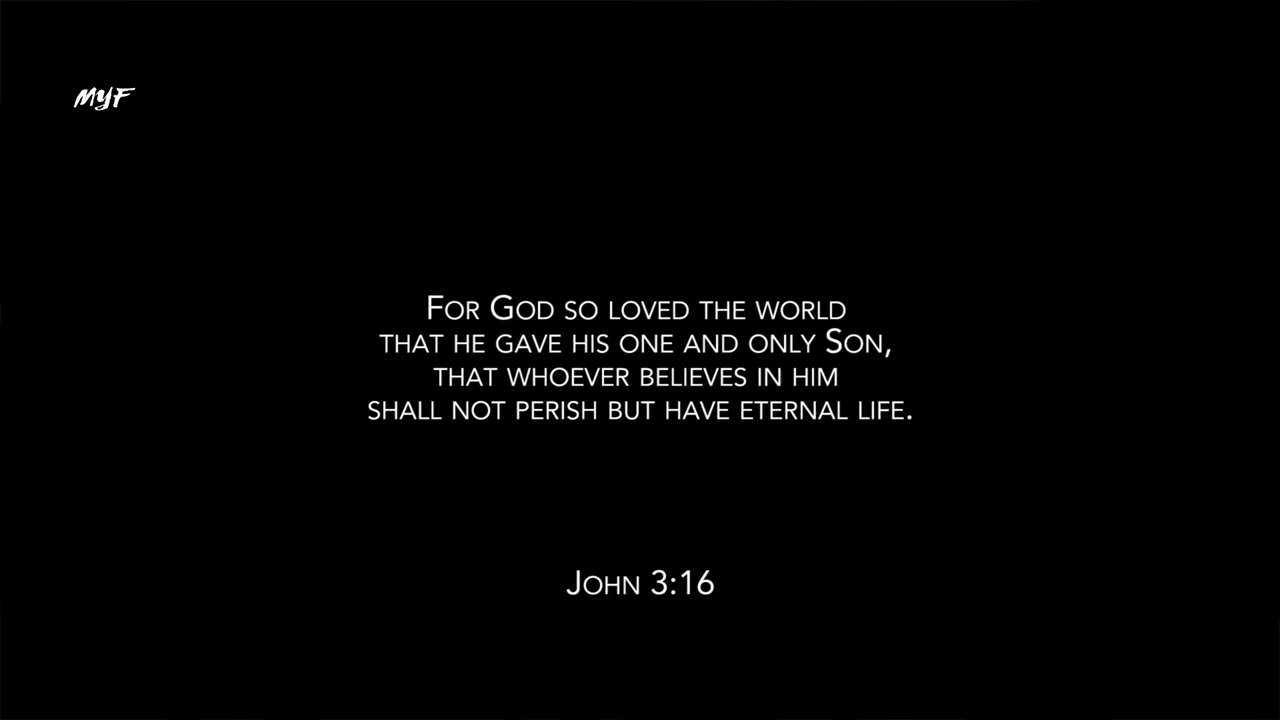 MYF
For God so loved the world
that he gave his one and only Son,
that whoever believes in him
shall not perish but have eternal life.
John 3:16